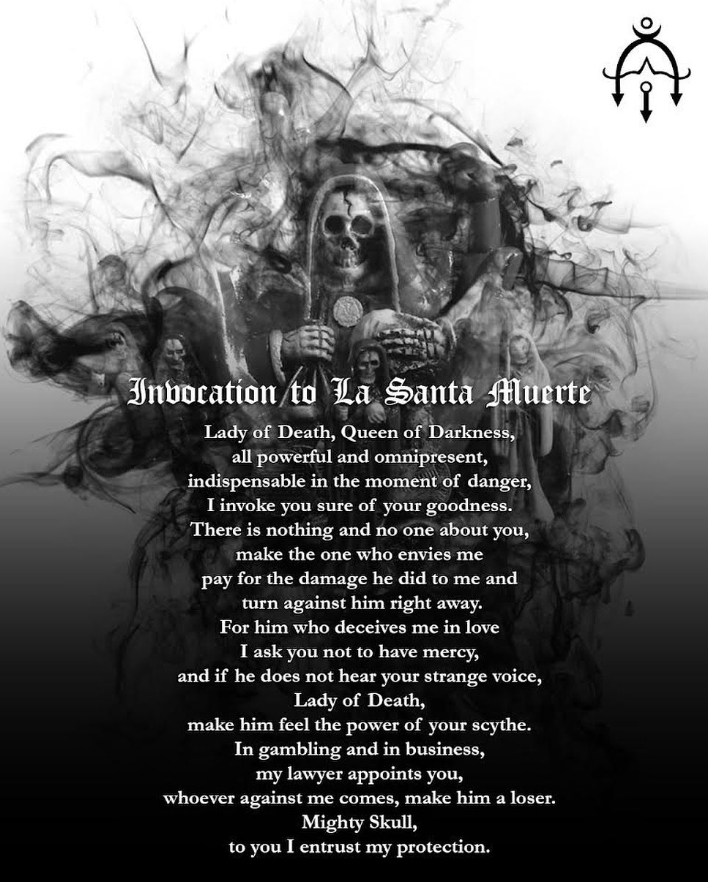 Invocation to La Santa Muerte
Lady of Death, Queen of Darkness,
all powerful and omnipresent,
indispensable in the moment of danger,
I invoke you sure of your goodness.
There is nothing and no one about you,
make the one who envies me
pay for the damage he did to me and
turn against him right away.
For him who deceives me in love
I ask you not to have mercy,
and if he does not hear your strange voice,
Lady of Death,
make him feel the power of your scythe.
In gambling and in business,
my lawyer appoints you,
whoever against me comes, make him a loser.
Mighty Skull,
to you I entrust my protection.